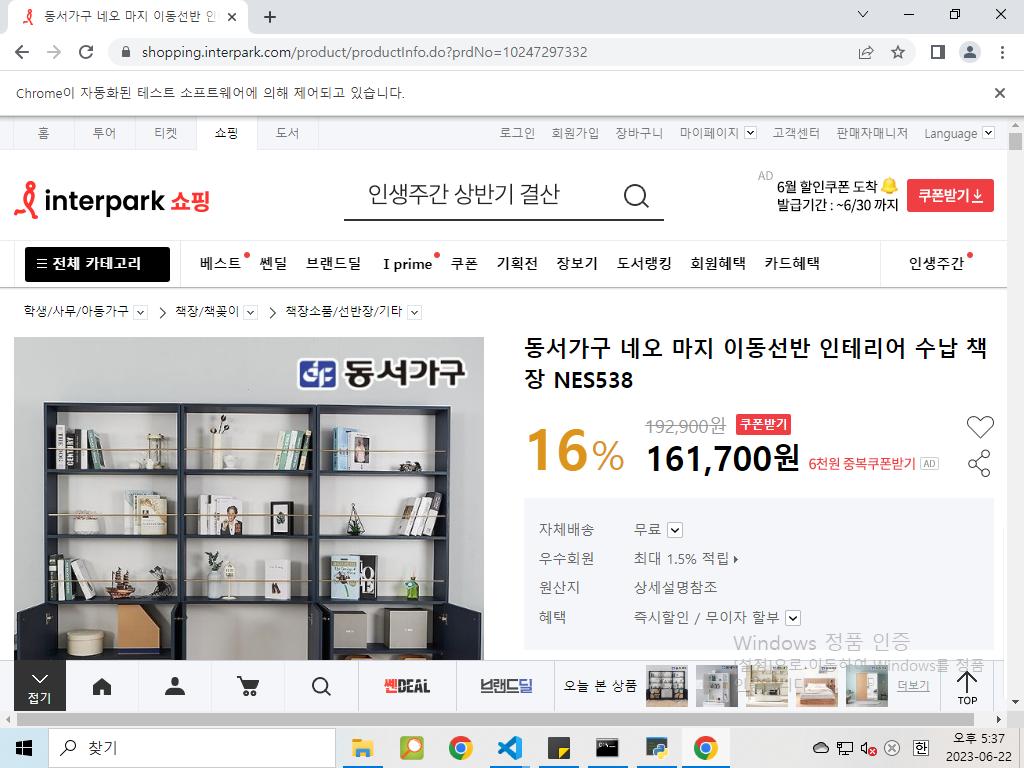 동서가구 네오 마지 이동선반 인
shopping.interpark.com/product/productInfo.do?prdNo=10247297332
Chrome이 자동화된 테스트 소프트웨어에 의해 제어되고 있습니다.
홈 투어 티켓 쇼핑 도서 로그인 회원가입 장바구니 마이페이지 고객센터 판매자매니저 Language
interpark 쇼핑
인생주간 상반기 결산
AD
6월 할인쿠폰 도착
발급기간 : ~6/30 까지
쿠폰받기
전체 카테고리 베스트 쎈딜 브랜드딜 I prime 쿠폰 기획전 장보기 도서랭킹 회원혜택 카드혜택 인생주간
학생/사무/아동가구 책장/책꽂이 책장소품/선반장/기타
동서가구
동서가구 네오 마지 이동선반 인테리어 수납 책
장 NES538
16%
192,900원 쿠폰받기
161,700원 6천원 중복쿠폰받기 AD
자체배송 무료
우수회원 최대 1.5% 적립
원산지 상세설명참조
혜택 즉시할인 / 무이자 할부
Windows 정품 인증
[설정]으로 이동하여 Windows를 정품
접기
쎈DEAL
브랜드딜
오늘 본 상품
더보기
TOP
찾기
한
오후 5:37
2023-06-22